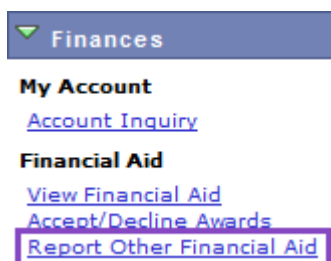 Finances
My Account
Account Inquiry
Financial Aid
View Financial Aid
Accept/Decline Awards
Report Other Financial Aid